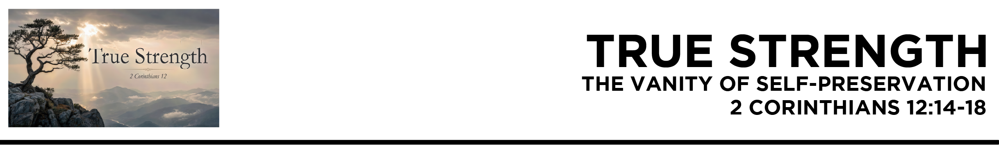 True Strength
2 Corinthians 12
TRUE STRENGTH
THE VANITY OF SELF-PRESERVATION
2 CORINTHIANS 12:14-18